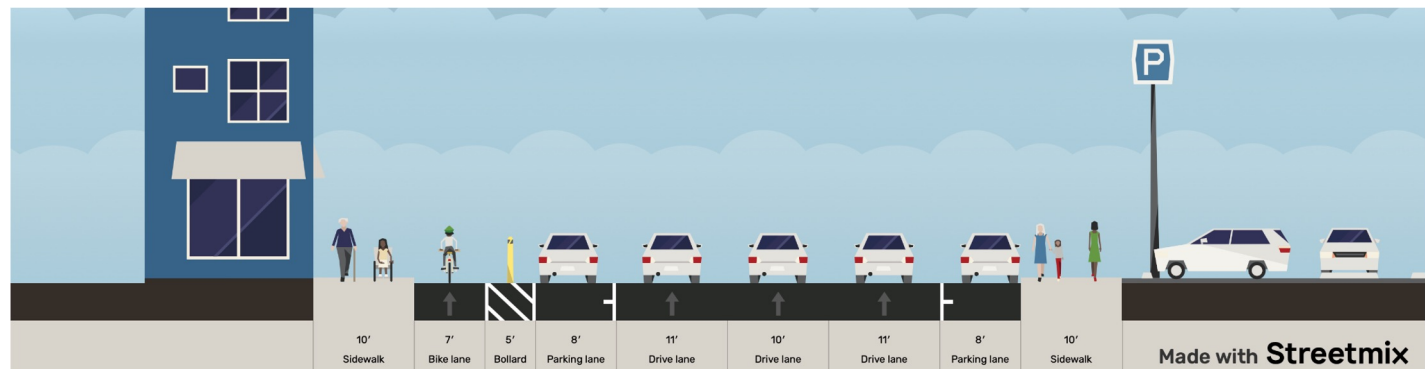 P
10′
Sidewalk
7′
Bike lane
5′
Bollard
8′
Parking lane
11′
Drive lane
10′
Drive lane
11′
Drive lane
8′
Parking lane
10′
Sidewalk
Made with Streetmix